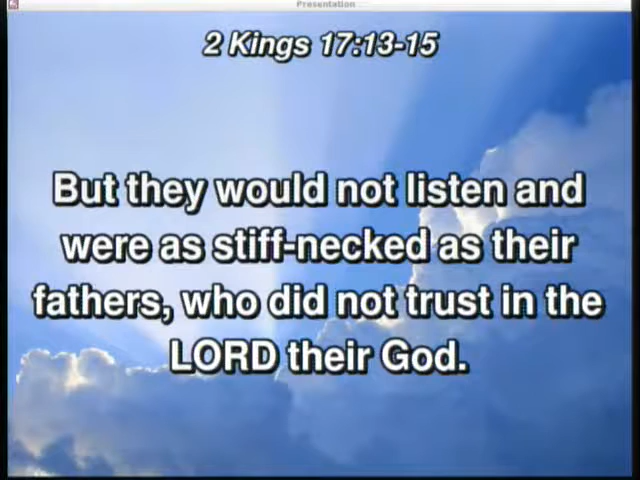 Presentation
2 Kings 17:13-15
But they would not listen and
were as stiff-necked as their
fathers, who did not trust in the
LORD their God.